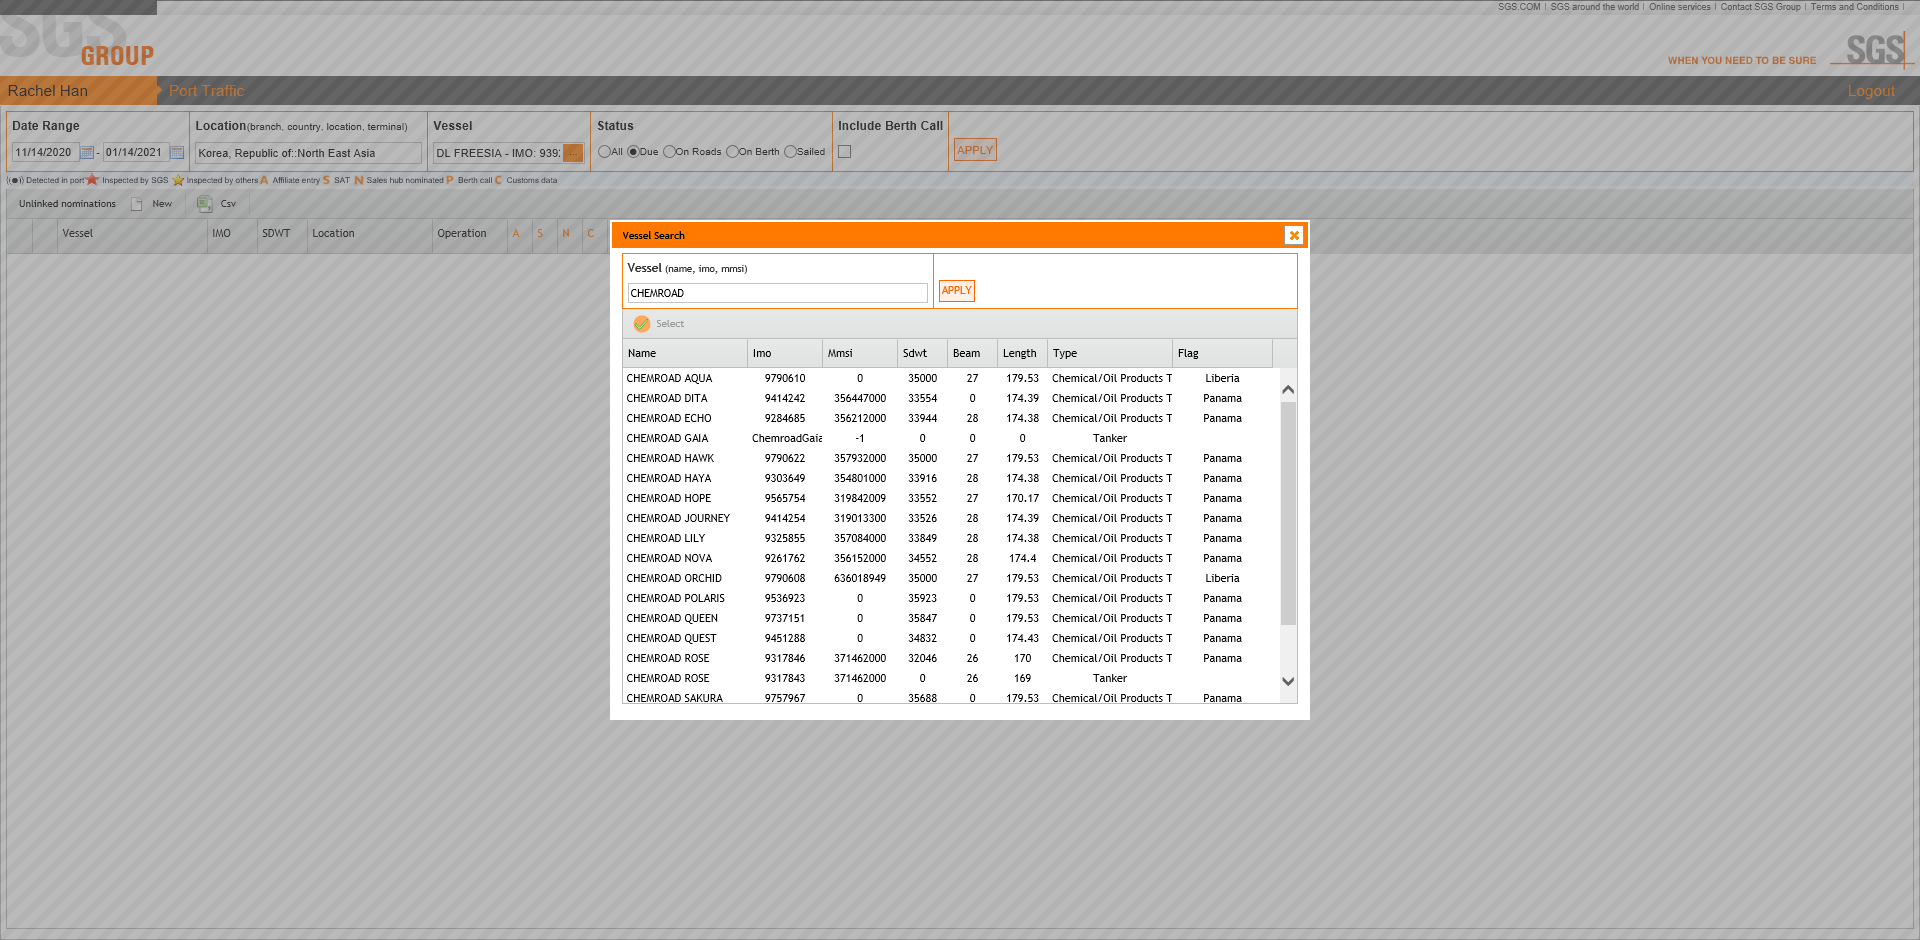 SGS.COM | SGS around the world | Online services | Contact SGS Group | Terms and Conditions |
SGS
GROUP
WHEN YOU NEED TO BE SURE
SGS
Rachel Han
Port Traffic
Logout
Date Range
Location(branch, country, location, terminal)
Vessel
Status
Include Berth Call
11/14/2020 - 01/14/2021
Korea, Republic of::North East Asia
DL FREESIA - IMO: 939
...
All Due On Roads On Berth Sailed
APPLY
Detected in port Inspected by SGS Inspected by others A Affiliate entry S SAT N Sales hub nominated P Berth call C Customs data
Unlinked nominations New Csv
Vessel IMO SDWT Location Operation A S N C
Vessel Search
Vessel (name, imo, mmsi)
CHEMROAD
APPLY
Select
Name Imo Mmsi Sdwt Beam Length Type Flag
CHEMROAD AQUA 9790610 0 35000 27 179.53 Chemical/Oil Products T Liberia
CHEMROAD DITA 9414242 356447000 33554 0 174.39 Chemical/Oil Products T Panama
CHEMROAD ECHO 9284685 356212000 33944 28 174.38 Chemical/Oil Products T Panama
CHEMROAD GAIA ChemroadGaia -1 0 0 0 Tanker
CHEMROAD HAWK 9790622 357932000 35000 27 179.53 Chemical/Oil Products T Panama
CHEMROAD HAYA 9303649 354801000 33916 28 174.38 Chemical/Oil Products T Panama
CHEMROAD HOPE 9565754 319842009 33552 27 170.17 Chemical/Oil Products T Panama
CHEMROAD JOURNEY 9414254 319013300 33526 28 174.39 Chemical/Oil Products T Panama
CHEMROAD LILY 9325855 357084000 33849 28 174.38 Chemical/Oil Products T Panama
CHEMROAD NOVA 9261762 356152000 34552 28 174.4 Chemical/Oil Products T Panama
CHEMROAD ORCHID 9790608 636018949 35000 27 179.53 Chemical/Oil Products T Liberia
CHEMROAD POLARIS 9536923 0 35923 0 179.53 Chemical/Oil Products T Panama
CHEMROAD QUEEN 9737151 0 35847 0 179.53 Chemical/Oil Products T Panama
CHEMROAD QUEST 9451288 0 34832 0 174.43 Chemical/Oil Products T Panama
CHEMROAD ROSE 9317846 371462000 32046 26 170 Chemical/Oil Products T Panama
CHEMROAD ROSE 9317843 371462000 0 26 169 Tanker
CHEMROAD SAKURA 9757967 0 35688 0 179.53 Chemical/Oil Products T Panama